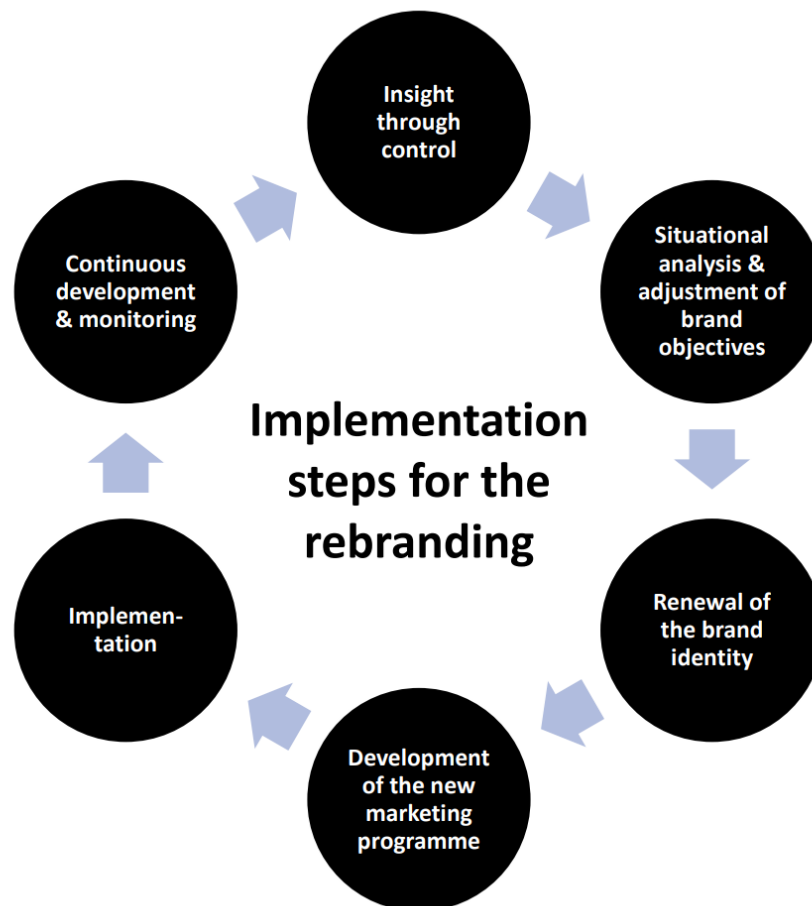 Insight
through
control
Situational
analysis &
adjustment of
brand
objectives
Renewal of
the brand
identity
Development
of the new
marketing
programme
Implemen-
tation
Continuous
development
& monitoring
Implementation
steps for the
rebranding